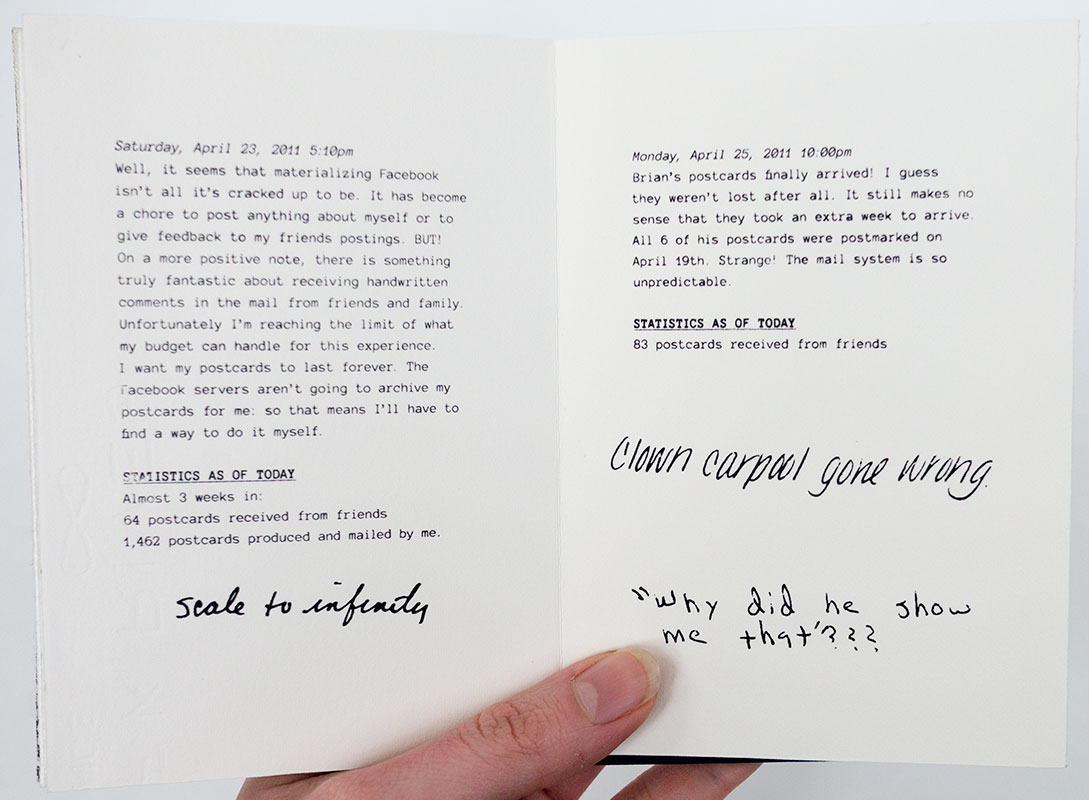 Saturday, April 23, 2011 5:10pm
Well, it seems that materializing Facebook
isn't all it's cracked up to be. It has become
a chore to post anything about myself or to
give feedback to my friends postings. BUT!
On a more positive note, there is something
truly fantastic about receiving handwritten
comments in the mail from friends and family.
Unfortunately I'm reaching the limit of what
my budget can handle for this experience.
I want my postcards to last forever. The
Facebook servers aren't going to archive my
postcards for me: so that means I'll have to
find a way to do it myself.
STATISTICS AS OF TODAY
Almost 3 weeks in:
64 postcards received from friends
1,462 postcards produced and mailed by me.
scale to infinity
Monday, April 25, 2011 10:00pm
Brian's postcards finally arrived! I guess
they weren't lost after all. It still makes no
sense that they took an extra week to arrive.
All 6 of his postcards were postmarked on
April 19th. Strange! The mail system is so
unpredictable.
STATISTICS AS OF TODAY
83 postcards received from friends
Clown carpool gone wrong.
"Why did he show
me that"???